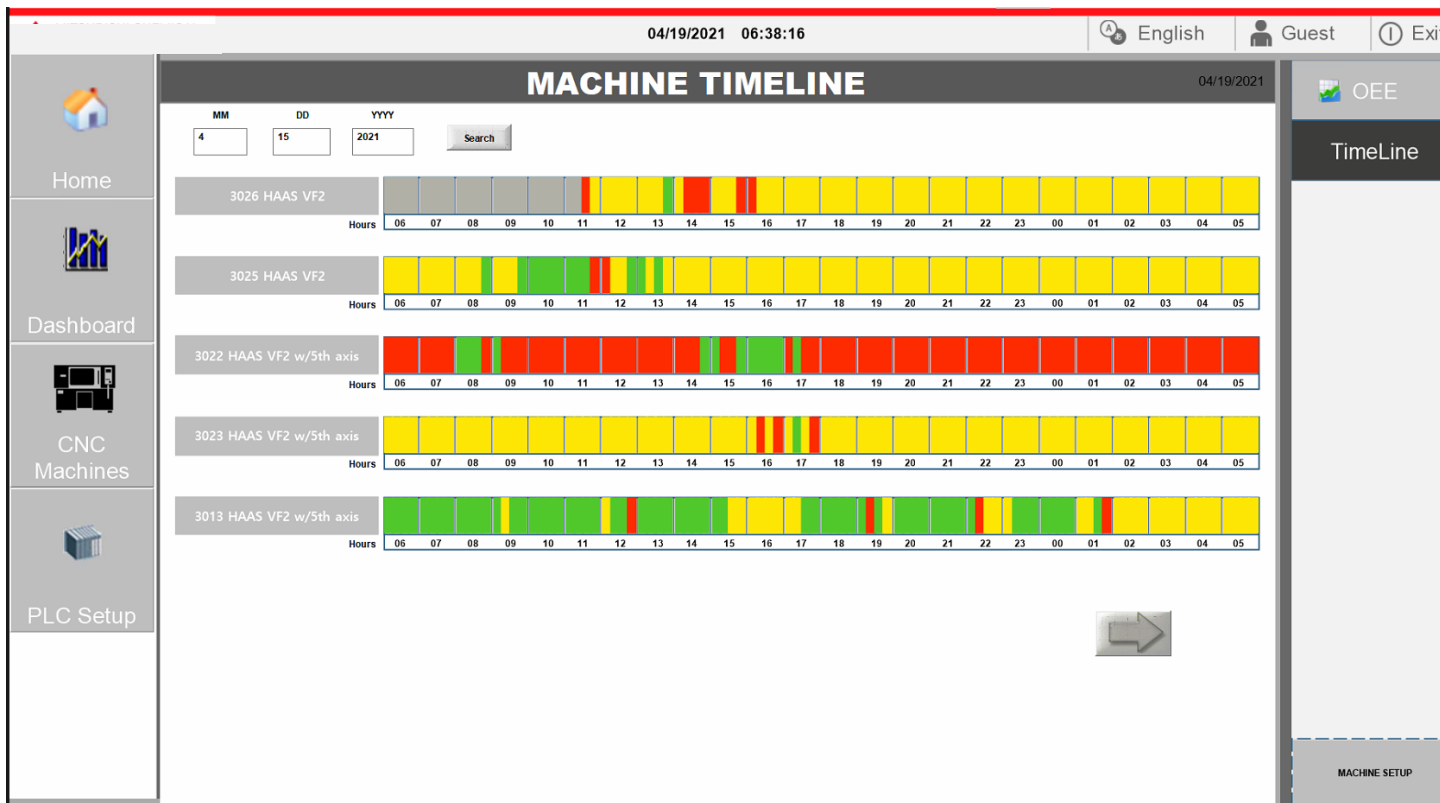 04/19/2021 06:38:16
English
Guest
Exi
MACHINE TIMELINE
04/19/2021
OEE
TimeLine
Home
Dashboard
CNC
Machines
PLC Setup
MM DD YYYY
4 15 2021
Search
3026 HAAS VF2
Hours 06 07 08 09 10 11 12 13 14 15 16 17 18 19 20 21 22 23 00 01 02 03 04 05
3025 HAAS VF2
Hours 06 07 08 09 10 11 12 13 14 15 16 17 18 19 20 21 22 23 00 01 02 03 04 05
3022 HAAS VF2 w/5th axis
Hours 06 07 08 09 10 11 12 13 14 15 16 17 18 19 20 21 22 23 00 01 02 03 04 05
3023 HAAS VF2 w/5th axis
Hours 06 07 08 09 10 11 12 13 14 15 16 17 18 19 20 21 22 23 00 01 02 03 04 05
3013 HAAS VF2 w/5th axis
Hours 06 07 08 09 10 11 12 13 14 15 16 17 18 19 20 21 22 23 00 01 02 03 04 05
MACHINE SETUP